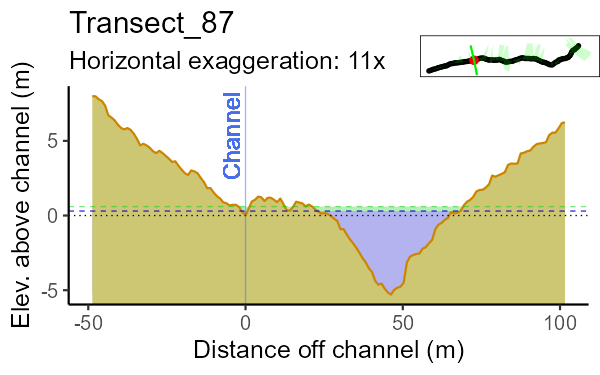 Transect_87
Horizontal exaggeration: 11x
Elev. above channel (m)
Channel
5
0
-5
-50
0
50
100
Distance off channel (m)